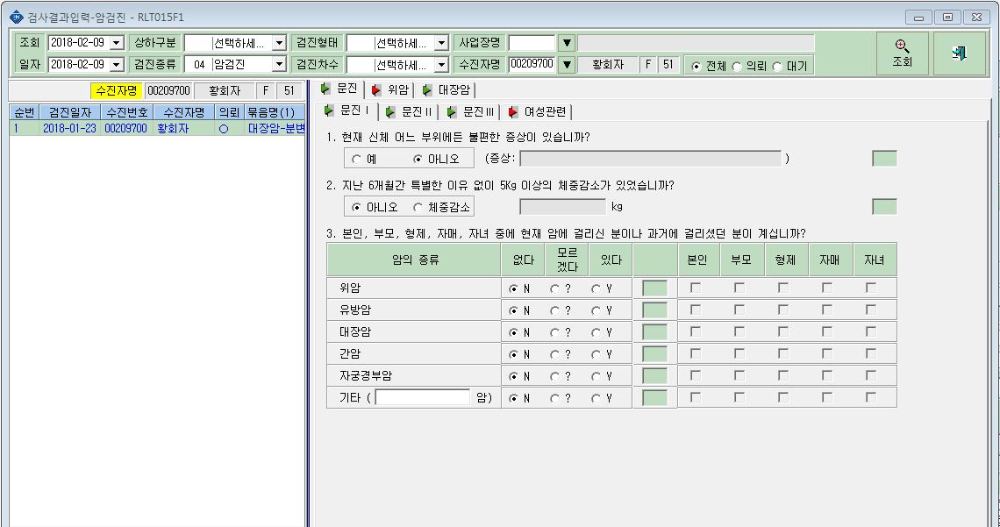 검사결과입력-암검진 - RLT015F1
조회 2018-02-09 상하구분 |선택하세... 검진형태 |선택하세... 사업장명
일자 2018-02-09 검진종류 04 |암검진 검진차수 |선택하세... 수진자명 00209700 황회자 F 51 전체 의뢰 대기
조회
수진자명 00209700 황회자 F 51
순번 검진일자 수진번호 수진자명 의뢰 묶음명(1)
1 2018-01-23 00209700 황회자 ○ 대장암-분변
문진 위암 대장암
문진 I 문진 II 문진 III 여성관련
1. 현재 신체 어느 부위에든 불편한 증상이 있습니까?
예 아니오 (증상: )
2. 지난 6개월간 특별한 이유 없이 5Kg 이상의 체중감소가 있었습니까?
아니오 체중감소 kg
3. 본인, 부모, 형제, 자매, 자녀 중에 현재 암에 걸리신 분이나 과거에 걸리셨던 분이 계십니까?
암의 종류 없다 모르겠다 있다 본인 부모 형제 자매 자녀
위암 N ? Y
유방암 N ? Y
대장암 N ? Y
간암 N ? Y
자궁경부암 N ? Y
기타 ( 암) N ? Y